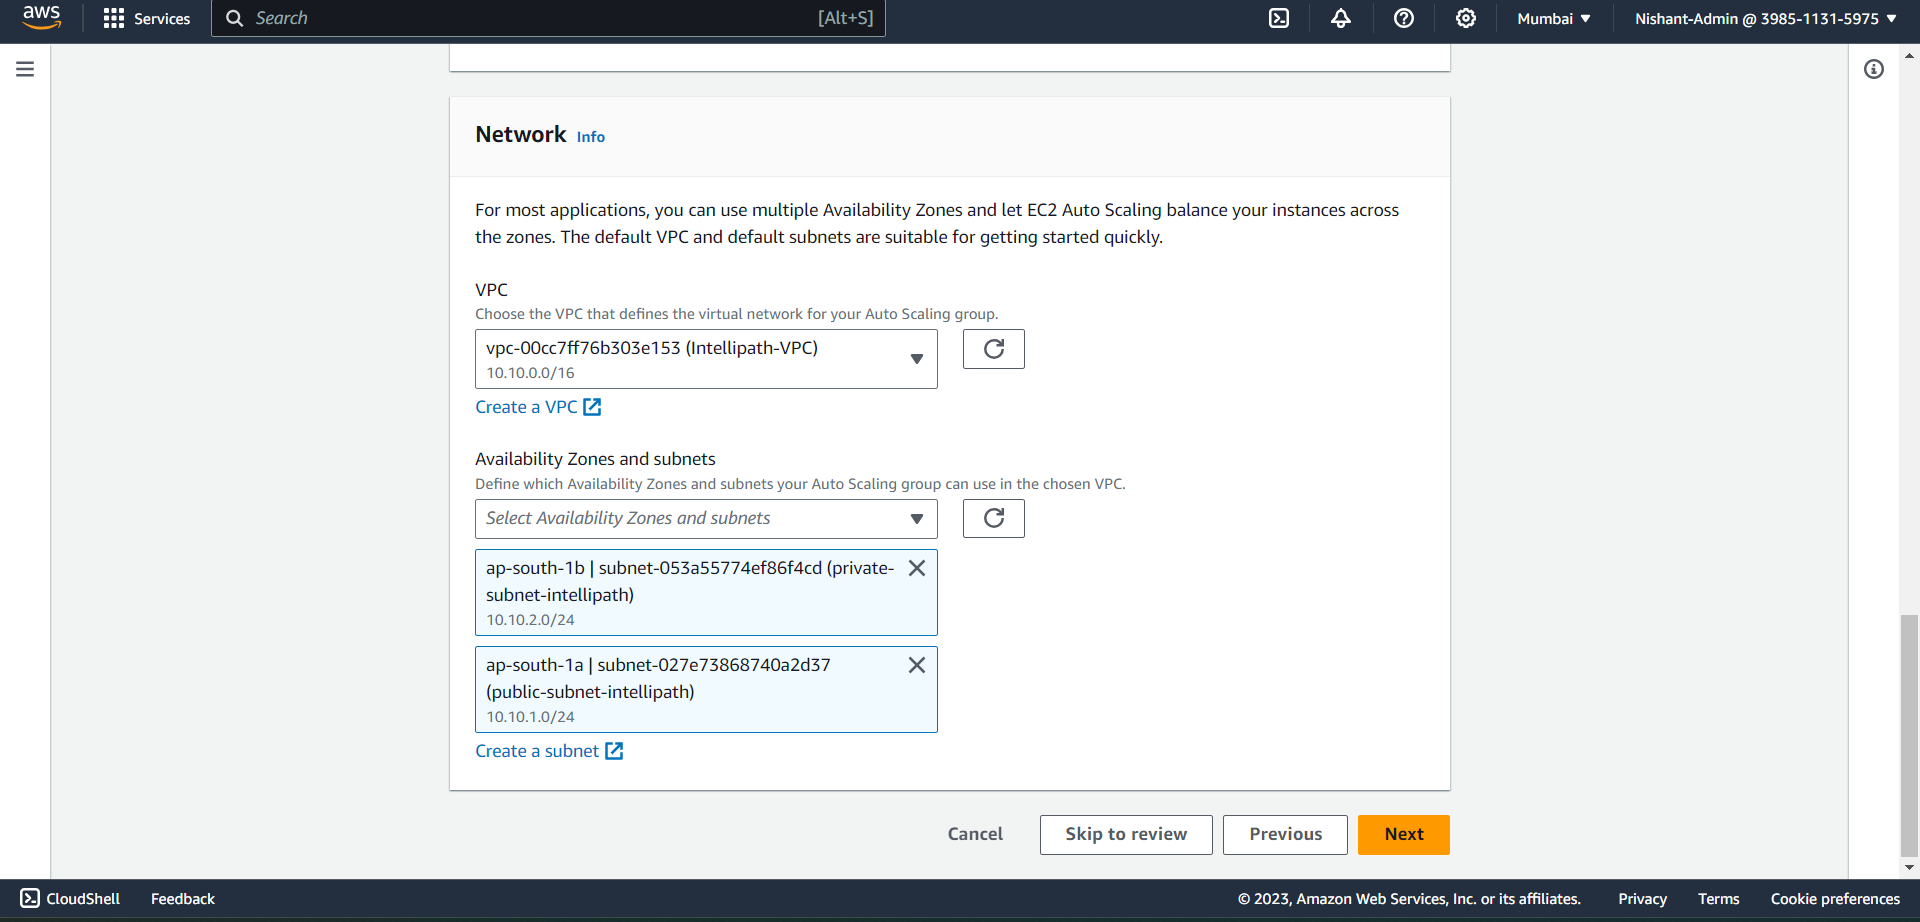 aws
Services
Search
[Alt+S]
Mumbai
Nishant-Admin @ 3985-1131-5975
Network Info
For most applications, you can use multiple Availability Zones and let EC2 Auto Scaling balance your instances across
the zones. The default VPC and default subnets are suitable for getting started quickly.
VPC
Choose the VPC that defines the virtual network for your Auto Scaling group.
vpc-00cc7ff76b303e153 (Intellipath-VPC)
10.10.0.0/16
Create a VPC
Availability Zones and subnets
Define which Availability Zones and subnets your Auto Scaling group can use in the chosen VPC.
Select Availability Zones and subnets
ap-south-1b | subnet-053a55774ef86f4cd (private-
subnet-intellipath)
10.10.2.0/24
ap-south-1a | subnet-027e73868740a2d37
(public-subnet-intellipath)
10.10.1.0/24
Create a subnet
Cancel
Skip to review
Previous
Next
CloudShell
Feedback
© 2023, Amazon Web Services, Inc. or its affiliates.
Privacy
Terms
Cookie preferences